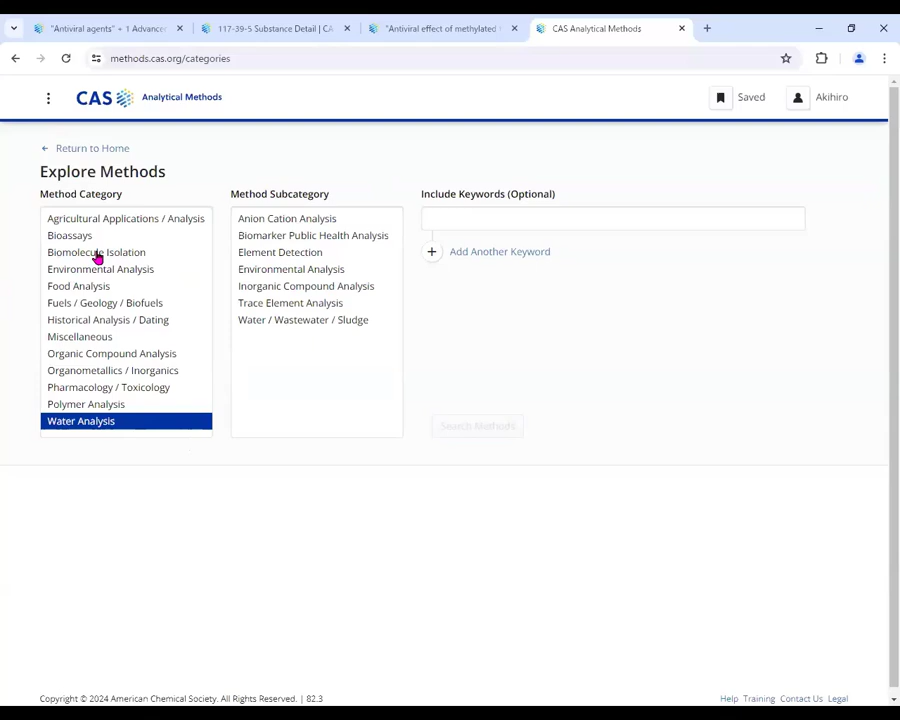 "Antiviral agents" + 1 Advance
117-39-5 Substance Detail | CA
"Antiviral effect of methylated
CAS Analytical Methods
methods.cas.org/categories
CAS Analytical Methods
Saved
Akihiro
Return to Home
Explore Methods
Method Category
Method Subcategory
Include Keywords (Optional)
Agricultural Applications / Analysis
Bioassays
Biomolecule Isolation
Environmental Analysis
Food Analysis
Fuels / Geology / Biofuels
Historical Analysis / Dating
Miscellaneous
Organic Compound Analysis
Organometallics / Inorganics
Pharmacology / Toxicology
Polymer Analysis
Water Analysis
Anion Cation Analysis
Biomarker Public Health Analysis
Element Detection
Environmental Analysis
Inorganic Compound Analysis
Trace Element Analysis
Water / Wastewater / Sludge
Add Another Keyword
Search Methods
Copyright © 2024 American Chemical Society. All Rights Reserved. | 82.3
Help Training Contact Us Legal